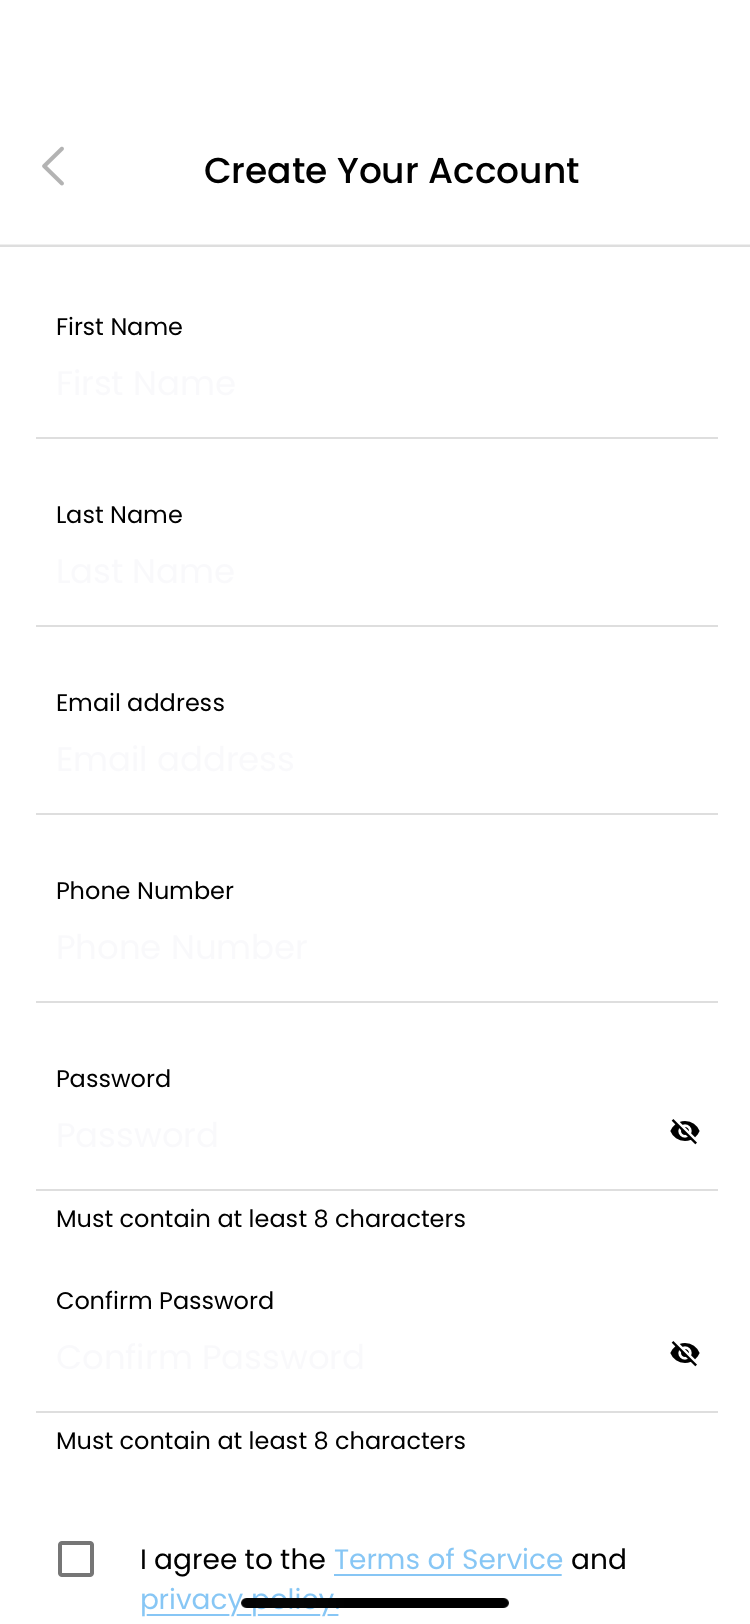 Create Your Account
First Name
First Name
Last Name
Last Name
Email address
Email address
Phone Number
Phone Number
Password
Password
Must contain at least 8 characters
Confirm Password
Confirm Password
Must contain at least 8 characters
I agree to the Terms of Service and
privacy policy.